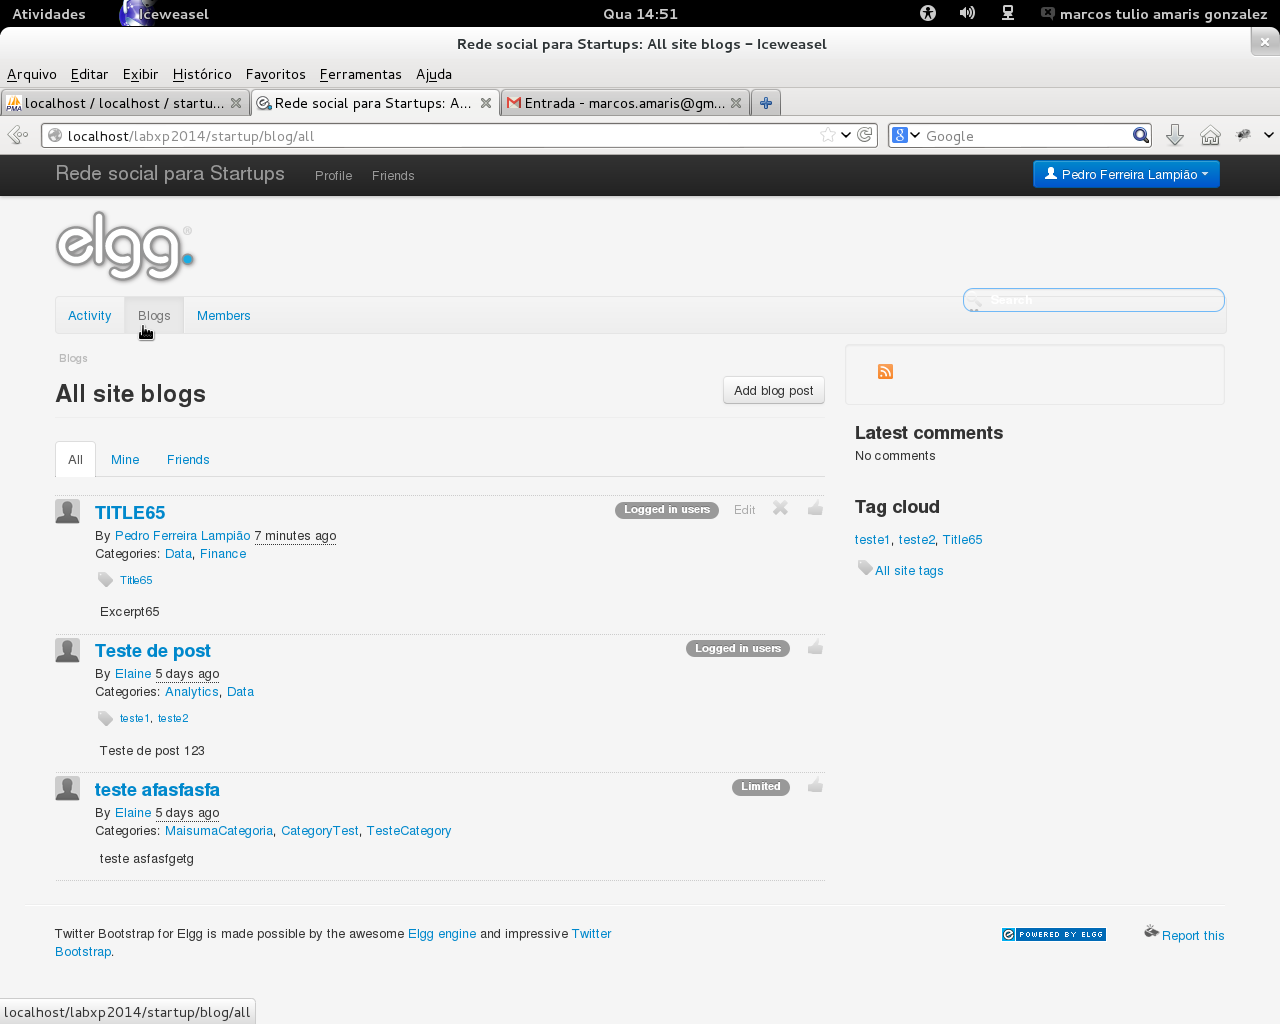 Atividades Iceweasel Qua 14:51 marcos tulio amaris gonzalez
Rede social para Startups: All site blogs – Iceweasel
Arquivo Editar Exibir Histórico Favoritos Ferramentas Ajuda
PMA localhost / localhost / startu... Rede social para Startups: A... Entrada - marcos.amaris@gm...
localhost/labxp2014/startup/blog/all Google
Rede social para Startups Profile Friends Pedro Ferreira Lampião
elgg.
Search
Activity Blogs Members
Blogs
All site blogs Add blog post
All Mine Friends
TITLE65 Logged in users Edit
By Pedro Ferreira Lampião 7 minutes ago
Categories: Data, Finance
Title65
Excerpt65
Teste de post Logged in users
By Elaine 5 days ago
Categories: Analytics, Data
teste1, teste2
Teste de post 123
teste afasfasfa Limited
By Elaine 5 days ago
Categories: MaisumaCategoria, CategoryTest, TesteCategory
teste asfasfgetg
Latest comments
No comments
Tag cloud
teste1, teste2, Title65
All site tags
Twitter Bootstrap for Elgg is made possible by the awesome Elgg engine and impressive Twitter
Bootstrap.
POWERED BY ELGG Report this
localhost/labxp2014/startup/blog/all